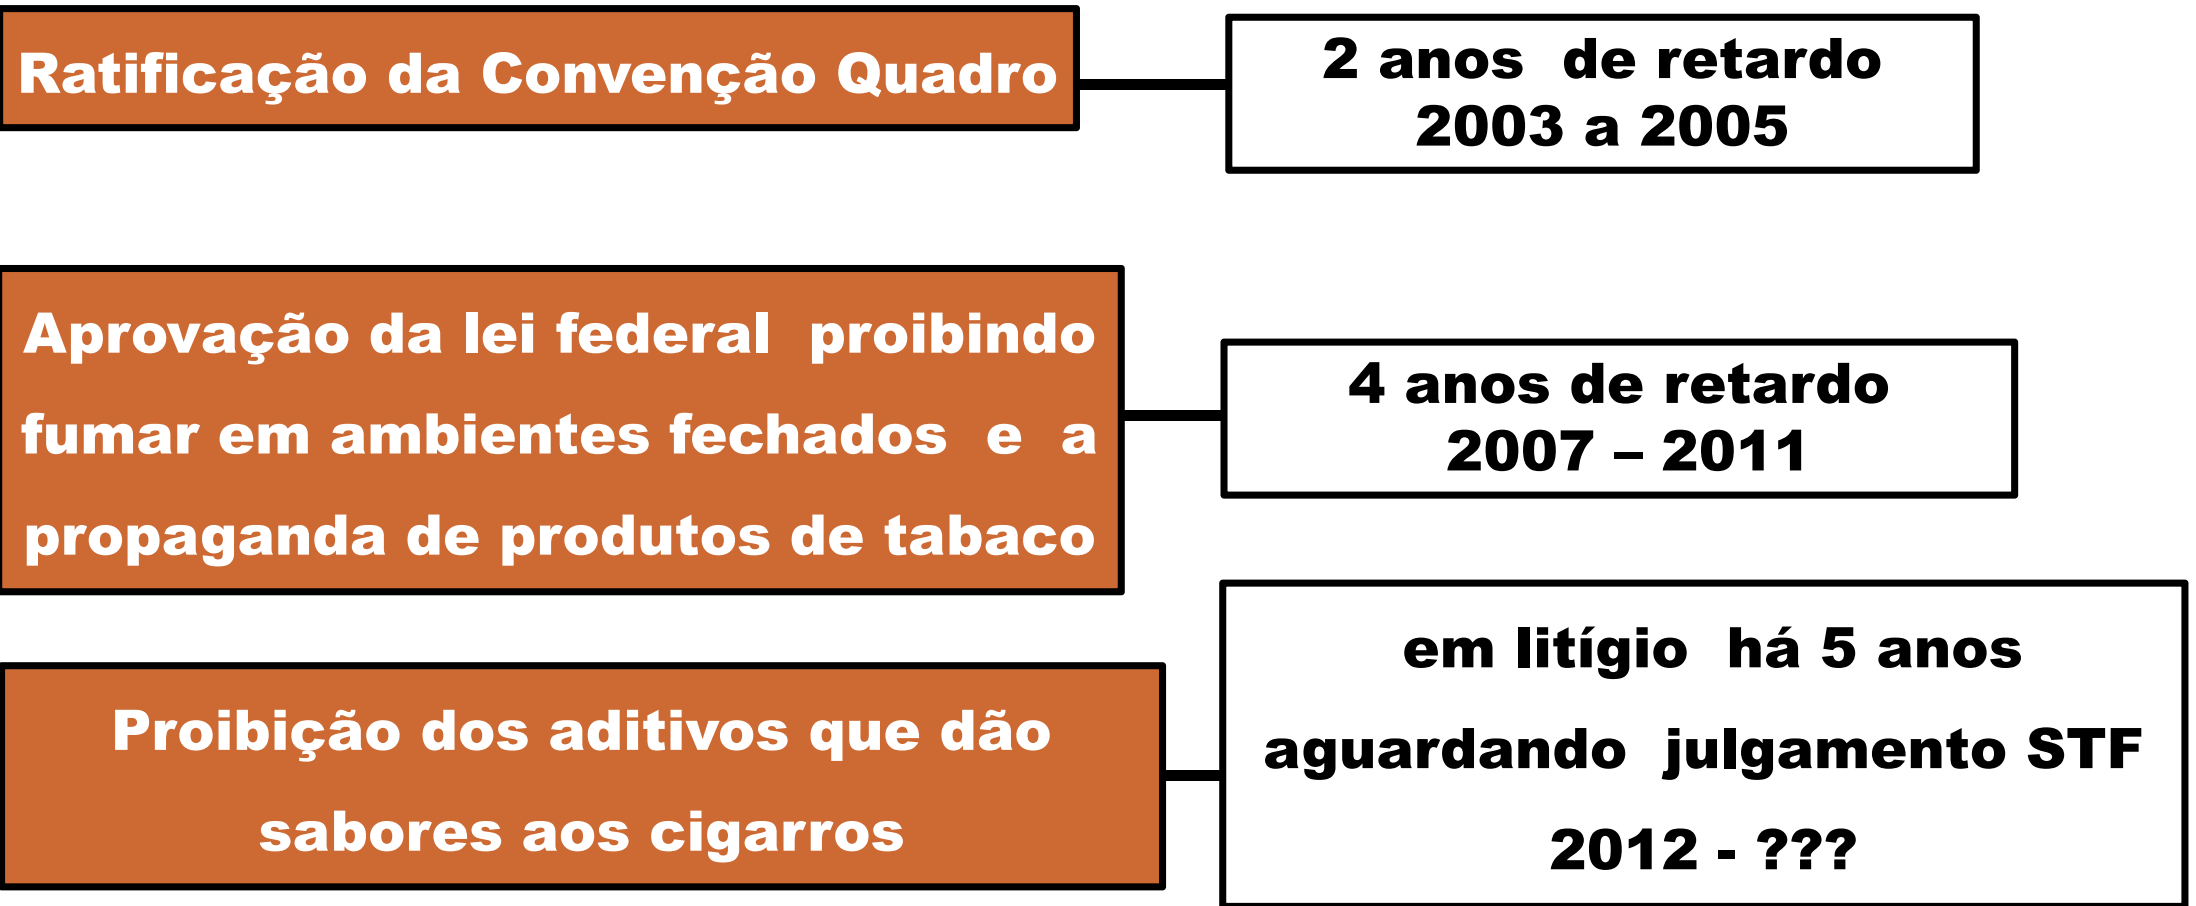 Ratificação da Convenção Quadro
2 anos de retardo
2003 a 2005
Aprovação da lei federal proibindo
fumar em ambientes fechados e a
propaganda de produtos de tabaco
4 anos de retardo
2007 – 2011
Proibição dos aditivos que dão
sabores aos cigarros
em litígio há 5 anos
aguardando julgamento STF
2012 - ???